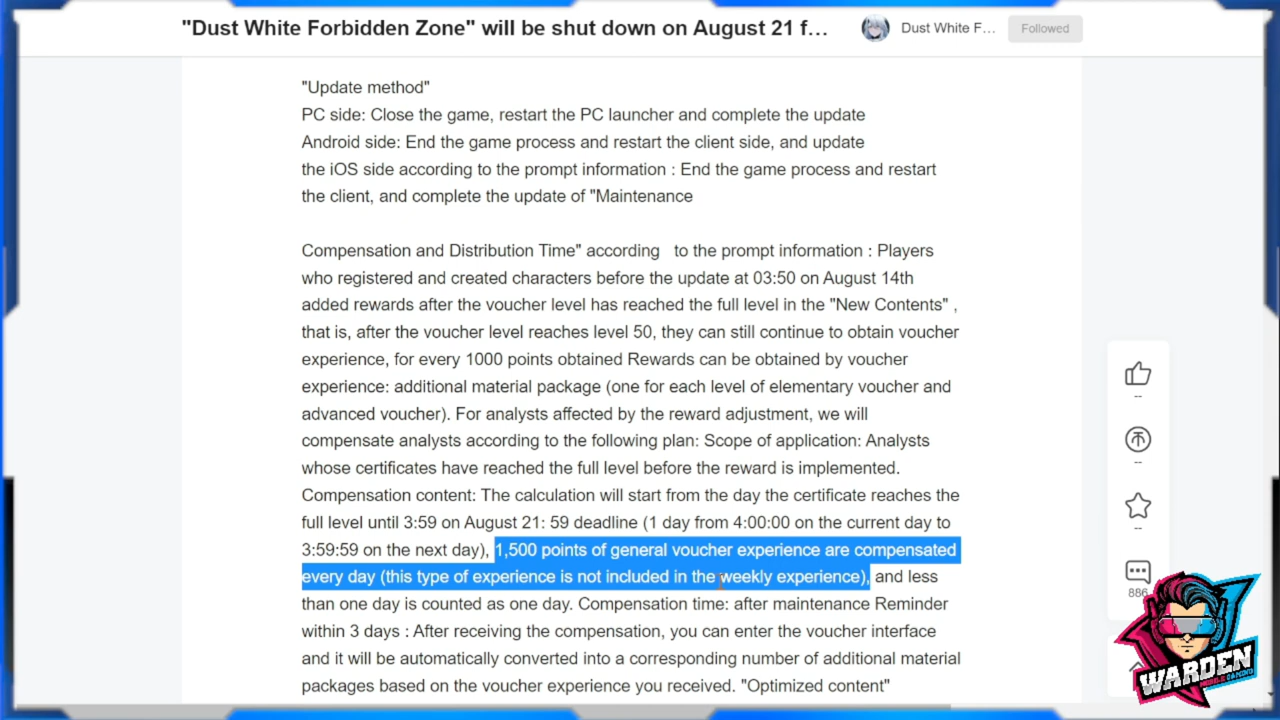 "Dust White Forbidden Zone" will be shut down on August 21 f...
Dust White F...
Followed
"Update method"
PC side: Close the game, restart the PC launcher and complete the update
Android side: End the game process and restart the client side, and update
the iOS side according to the prompt information : End the game process and restart
the client, and complete the update of "Maintenance
Compensation and Distribution Time" according to the prompt information : Players
who registered and created characters before the update at 03:50 on August 14th
added rewards after the voucher level has reached the full level in the "New Contents" ,
that is, after the voucher level reaches level 50, they can still continue to obtain voucher
experience, for every 1000 points obtained Rewards can be obtained by voucher
experience: additional material package (one for each level of elementary voucher and
advanced voucher). For analysts affected by the reward adjustment, we will
compensate analysts according to the following plan: Scope of application: Analysts
whose certificates have reached the full level before the reward is implemented.
Compensation content: The calculation will start from the day the certificate reaches the
full level until 3:59 on August 21: 59 deadline (1 day from 4:00:00 on the current day to
3:59:59 on the next day), 1,500 points of general voucher experience are compensated
every day (this type of experience is not included in the weekly experience), and less
than one day is counted as one day. Compensation time: after maintenance Reminder
within 3 days : After receiving the compensation, you can enter the voucher interface
and it will be automatically converted into a corresponding number of additional material
packages based on the voucher experience you received. "Optimized content"
--
--
--
886
WARDEN
MOBILE GAMING